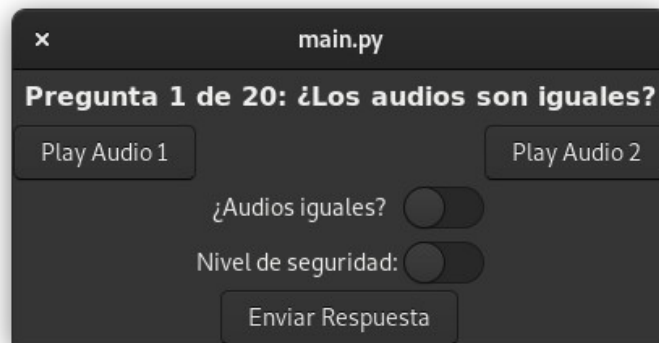 main.py
Pregunta 1 de 20: ¿Los audios son iguales?
Play Audio 1 Play Audio 2
¿Audios iguales?
Nivel de seguridad:
Enviar Respuesta